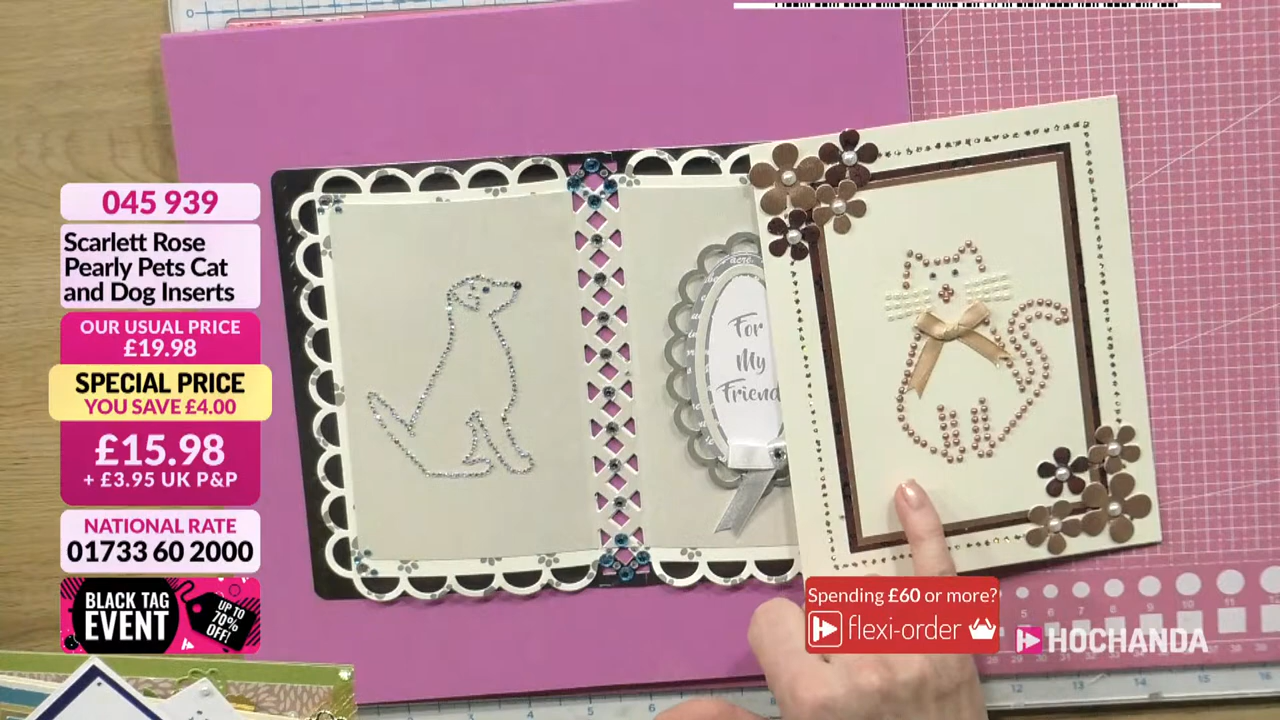 045 939
Scarlett Rose
Pearly Pets Cat
and Dog Inserts
OUR USUAL PRICE
£19.98
SPECIAL PRICE
YOU SAVE £4.00
£15.98
+ £3.95 UK P&P
NATIONAL RATE
01733 60 2000
BLACK TAG
EVENT
UP TO
70%
OFF!
For
My
Friend
Spending £60 or more?
flexi-order
HOCHANDA